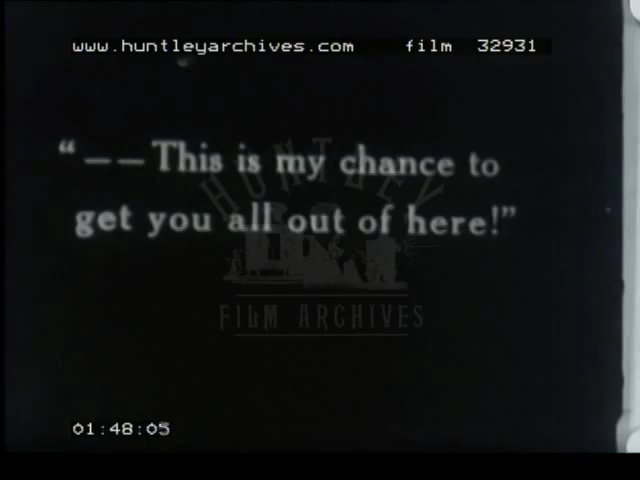 www.huntleyarchives.com film 32931
“——This is my chance to
get you all out of here!”
HUNTLEY
FILM ARCHIVES
01:48:05